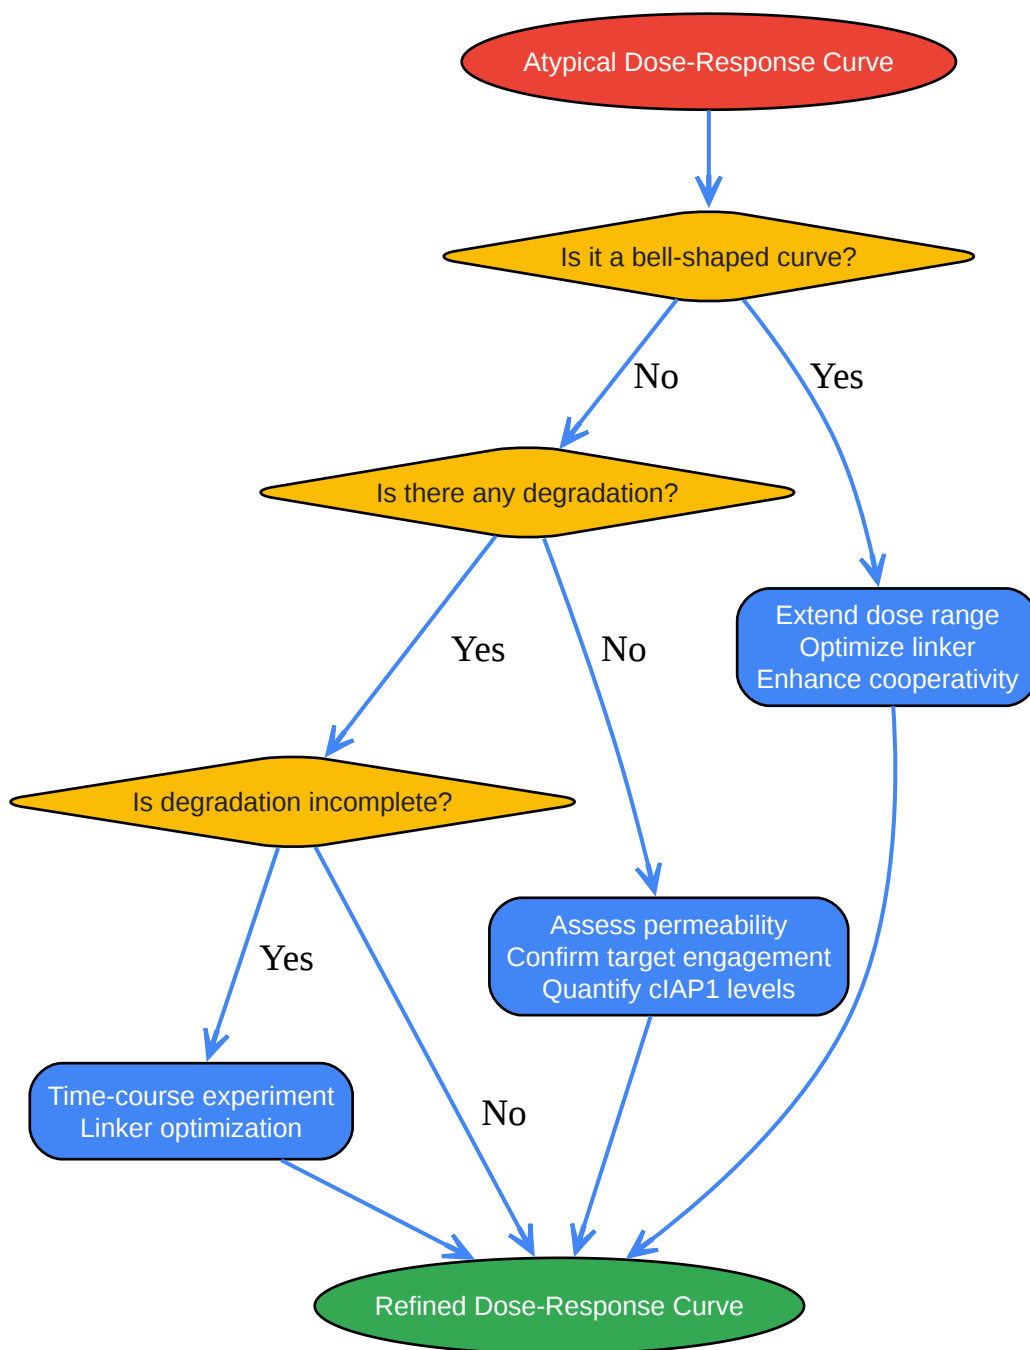 Atypical Dose-Response Curve
Is it a bell-shaped curve?
No
Yes
Is there any degradation?
Extend dose range
Optimize linker
Enhance cooperativity
Yes
No
Is degradation incomplete?
Assess permeability
Confirm target engagement
Quantify cIAP1 levels
Yes
Time-course experiment
Linker optimization
No
Refined Dose-Response Curve